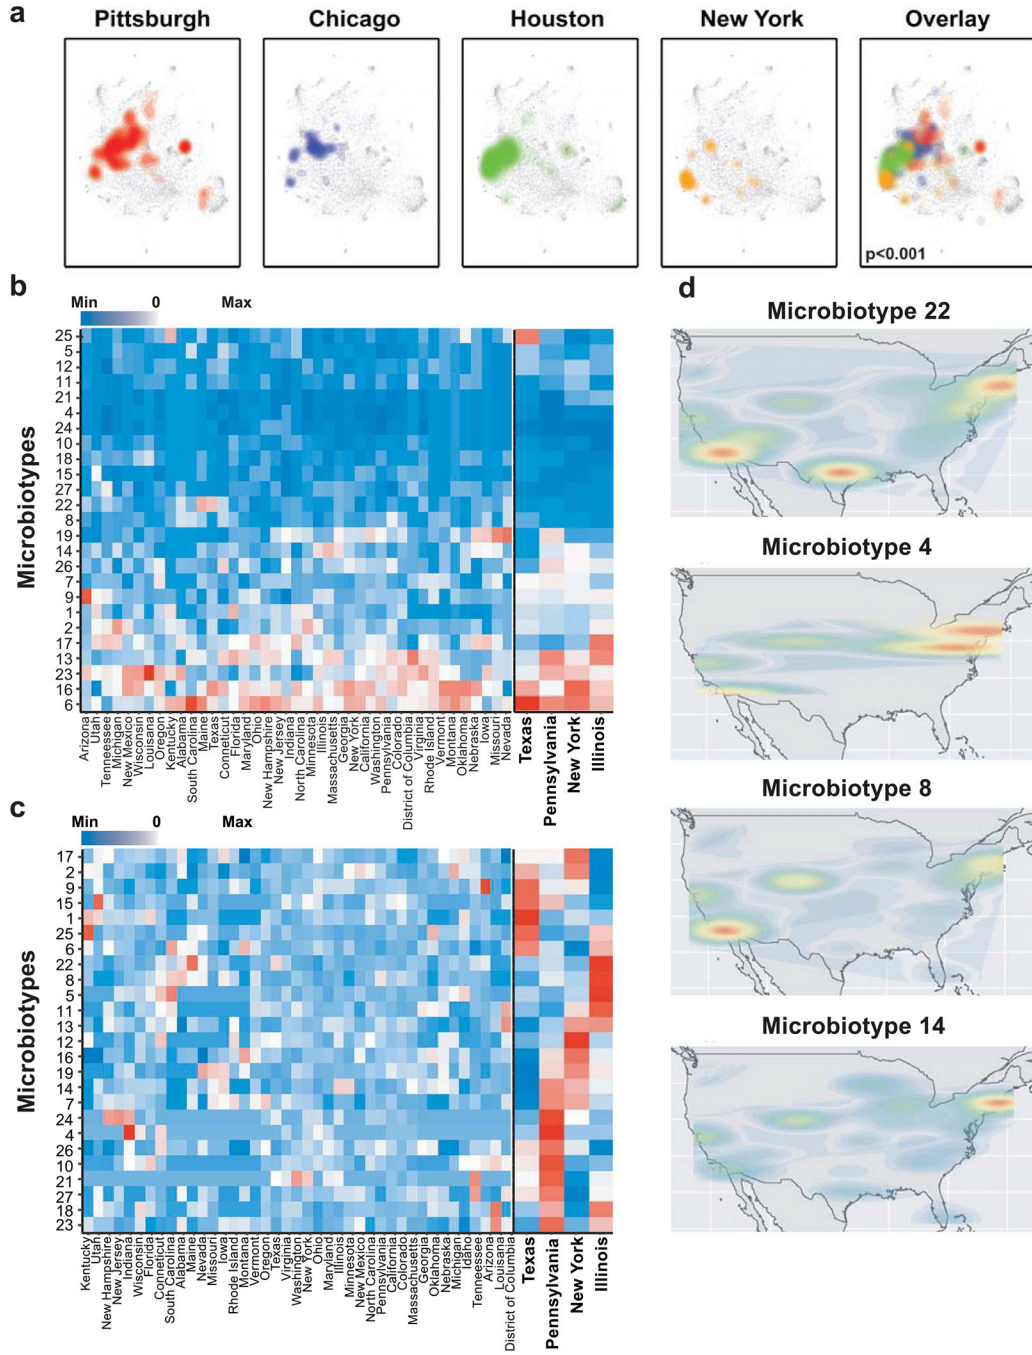 a
Pittsburgh
Chicago
Houston
New York
Overlay
p<0.001
b
Min
0
Max
Microbiotypes
25
5
12
11
21
4
24
10
18
15
27
22
8
19
14
26
7
9
1
2
17
13
23
16
6
Arizona
Utah
Tennessee
Michigan
New Mexico
Wisconsin
Louisana
Oregon
Kentucky
Alabama
South Carolina
Maine
Texas
Conneticut
Florida
Maryland
Ohio
New Hampshire
New Jersey
Indiana
North Carolina
Minnesota
Illinois
Massachusetts
Georgia
New York
California
Washington
Pennsylvania
Colorado
District of Columbia
Virginia
Rhode Island
Vermont
Montana
Oklahoma
Nebraska
Iowa
Missouri
Nevada
Texas
Pennsylvania
New York
Illinois
c
Min
0
Max
Microbiotypes
17
2
9
15
1
25
6
22
8
5
11
13
12
16
19
14
7
24
4
26
10
21
27
18
23
Kentucky
Utah
New Hampshire
New Jersey
Indiana
Wisconsin
Florida
Conneticut
South Carolina
Alabama
Maine
Nevada
Missouri
Iowa
Rhode Island
Montana
Vermont
Oregon
Texas
Virginia
Washington
New York
Ohio
Maryland
Illinois
Minnesota
New Mexico
North Carolina
Pennsylvania
California
Colorado
Massachusetts
Georgia
Oklahoma
Nebraska
Michigan
Idaho
Tennessee
Arizona
Louisana
District of Columbia
Texas
Pennsylvania
New York
Illinois
d
Microbiotype 22
Microbiotype 4
Microbiotype 8
Microbiotype 14